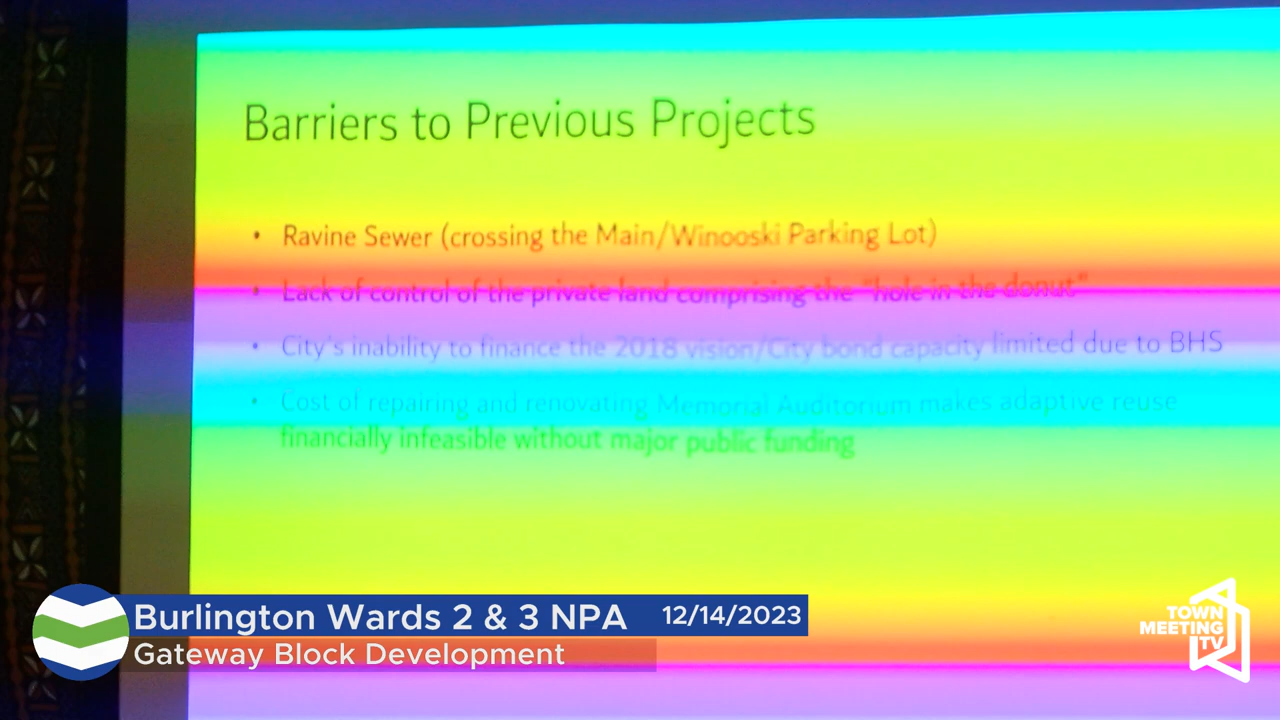 Barriers to Previous Projects
• Ravine Sewer (crossing the Main/Winooski Parking Lot)
• Lack of control of the private land comprising the "hole in the donut"
• City's inability to finance the 2018 vision/City bond capacity limited due to BHS
• Cost of repairing and renovating Memorial Auditorium makes adaptive reuse
financially infeasible without major public funding
Burlington Wards 2 & 3 NPA 12/14/2023
Gateway Block Development
TOWN
MEETING
TV